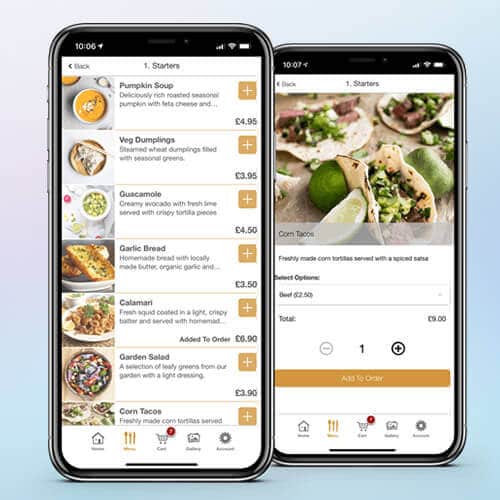 10:06
Back
1. Starters
Pumpkin Soup
Deliciously rich roasted seasonal
pumpkin with feta cheese and…
£4.95
Veg Dumplings
Steamed wheat dumplings filled
with seasonal greens.
£3.95
Guacamole
Creamy avocado with fresh lime
served with crispy tortilla pieces
£4.50
Garlic Bread
Homemade bread with locally
made butter, organic garlic and…
£3.50
Calamari
Fresh squid coated in a light, crispy
batter and served with homemad…
Added To Order £6.90
Garden Salad
A selection of leafy greens from our
garden with a light dressing.
£3.90
Corn Tacos
Freshly made corn tortillas served
7
Home
Menu
Cart
Gallery
Account
10:07
Back
1. Starters
Corn Tacos
Freshly made corn tortillas served with a spiced salsa
Select Options:
Beef (£2.50)
Total:
£9.00
1
Add To Order
7
Home
Menu
Cart
Gallery
Account